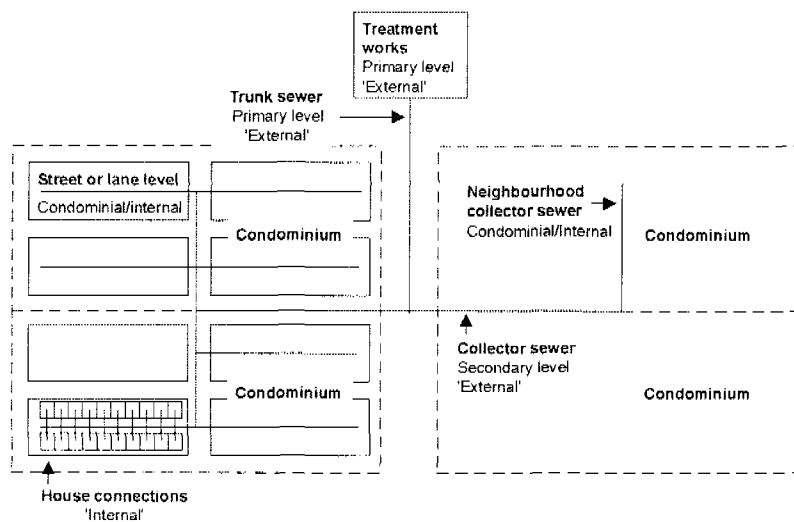 Treatment
works
Primary level
'External'
Trunk sewer
Primary level
'External'
Street or lane level
Condominial/internal
Condominium
Neighbourhood
collector sewer
Condominial/Internal
Condominium
Collector sewer
Secondary level
'External'
Condominium
Condominium
House connections
'Internal'